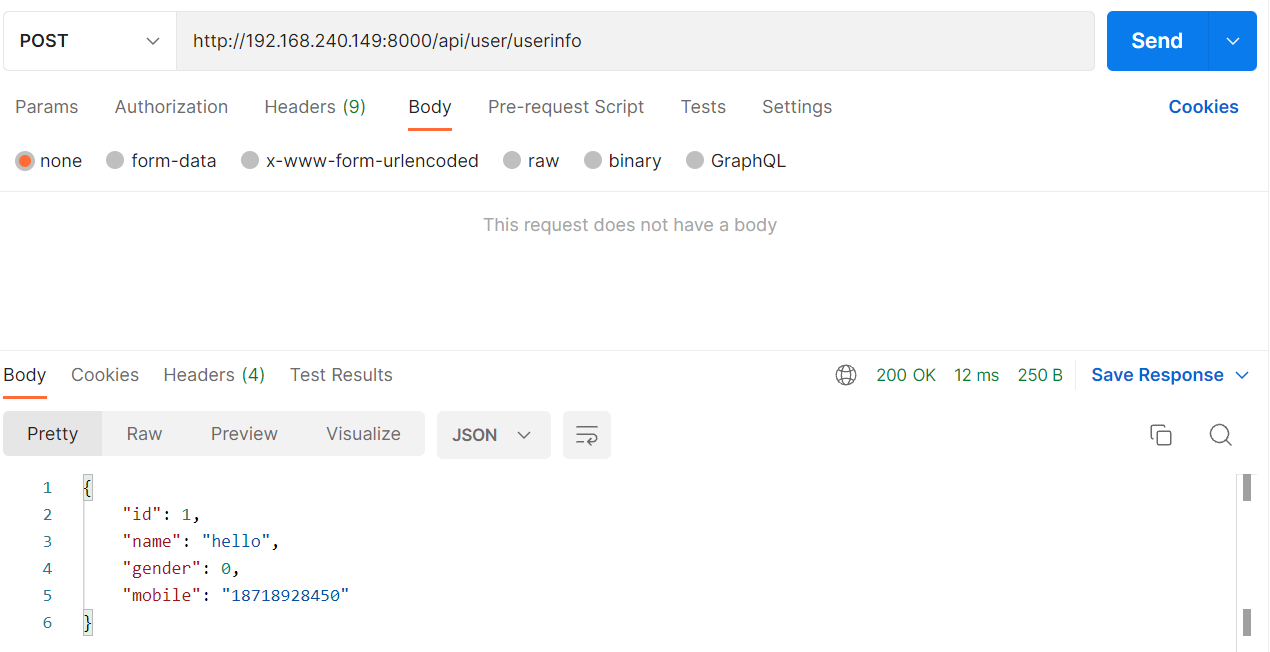 POST http://192.168.240.149:8000/api/user/userinfo Send
Params Authorization Headers (9) Body Pre-request Script Tests Settings Cookies
none form-data x-www-form-urlencoded raw binary GraphQL
This request does not have a body
Body Cookies Headers (4) Test Results 200 OK 12 ms 250 B Save Response
Pretty Raw Preview Visualize JSON
1 {
2 "id": 1,
3 "name": "hello",
4 "gender": 0,
5 "mobile": "18718928450"
6 }